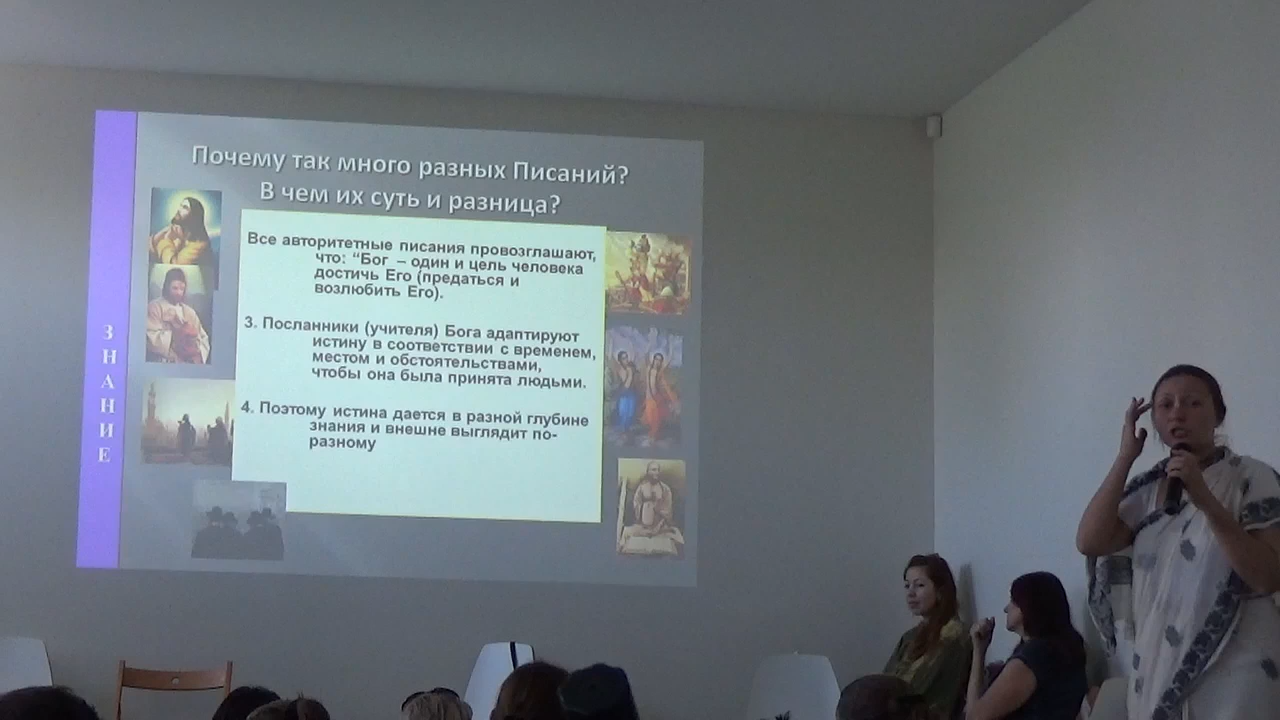 Почему так много разных Писаний?
В чем их суть и разница?
Все авторитетные писания провозглашают,
что: “Бог – один и цель человека
достичь Его (предаться и
возлюбить Его).
3. Посланники (учителя) Бога адаптируют
истину в соответствии с временем,
местом и обстоятельствами,
чтобы она была принята людьми.
4. Поэтому истина дается в разной глубине
знания и внешне выглядит по-
разному
ЗНАНИЕ